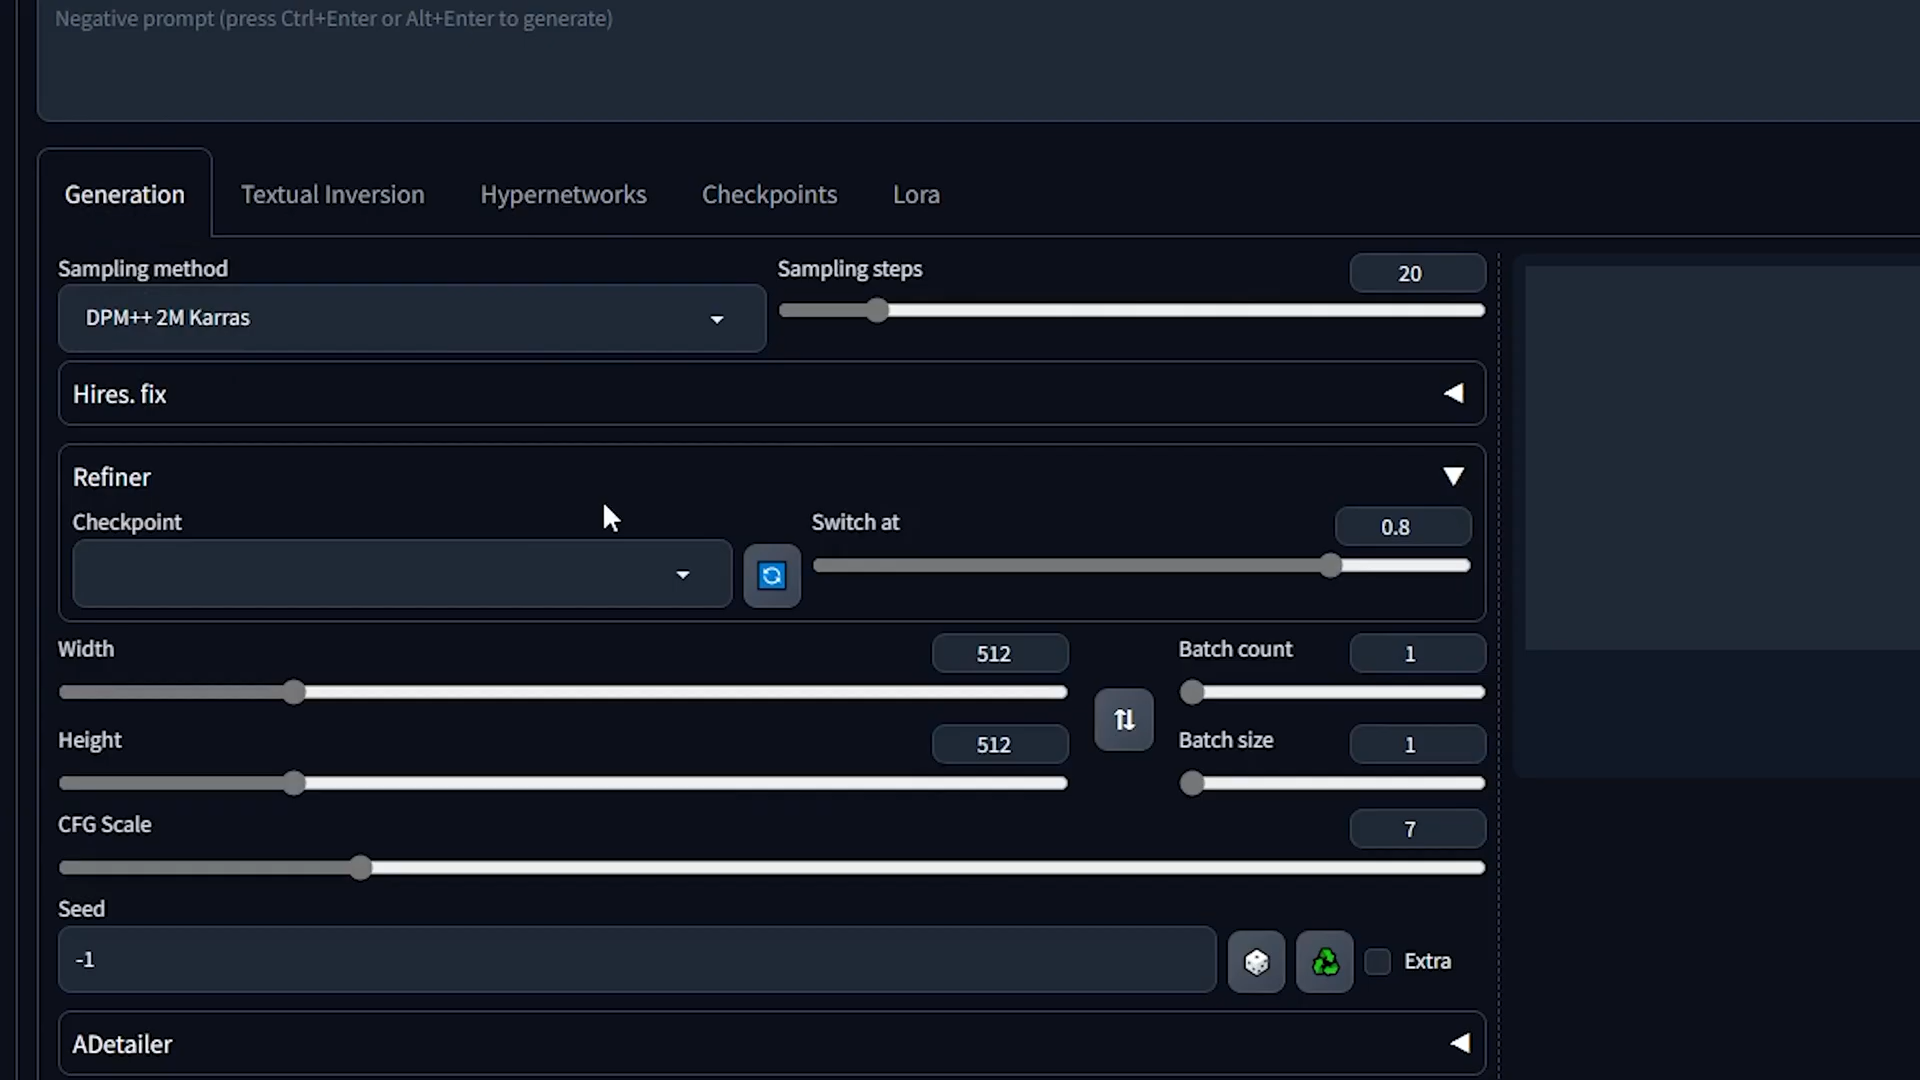 Negative prompt (press Ctrl+Enter or Alt+Enter to generate)
Generation Textual Inversion Hypernetworks Checkpoints Lora
Sampling method Sampling steps 20
DPM++ 2M Karras
Hires. fix
Refiner
Checkpoint Switch at 0.8
Width 512 Batch count 1
Height 512 Batch size 1
CFG Scale 7
Seed
-1 Extra
ADetailer